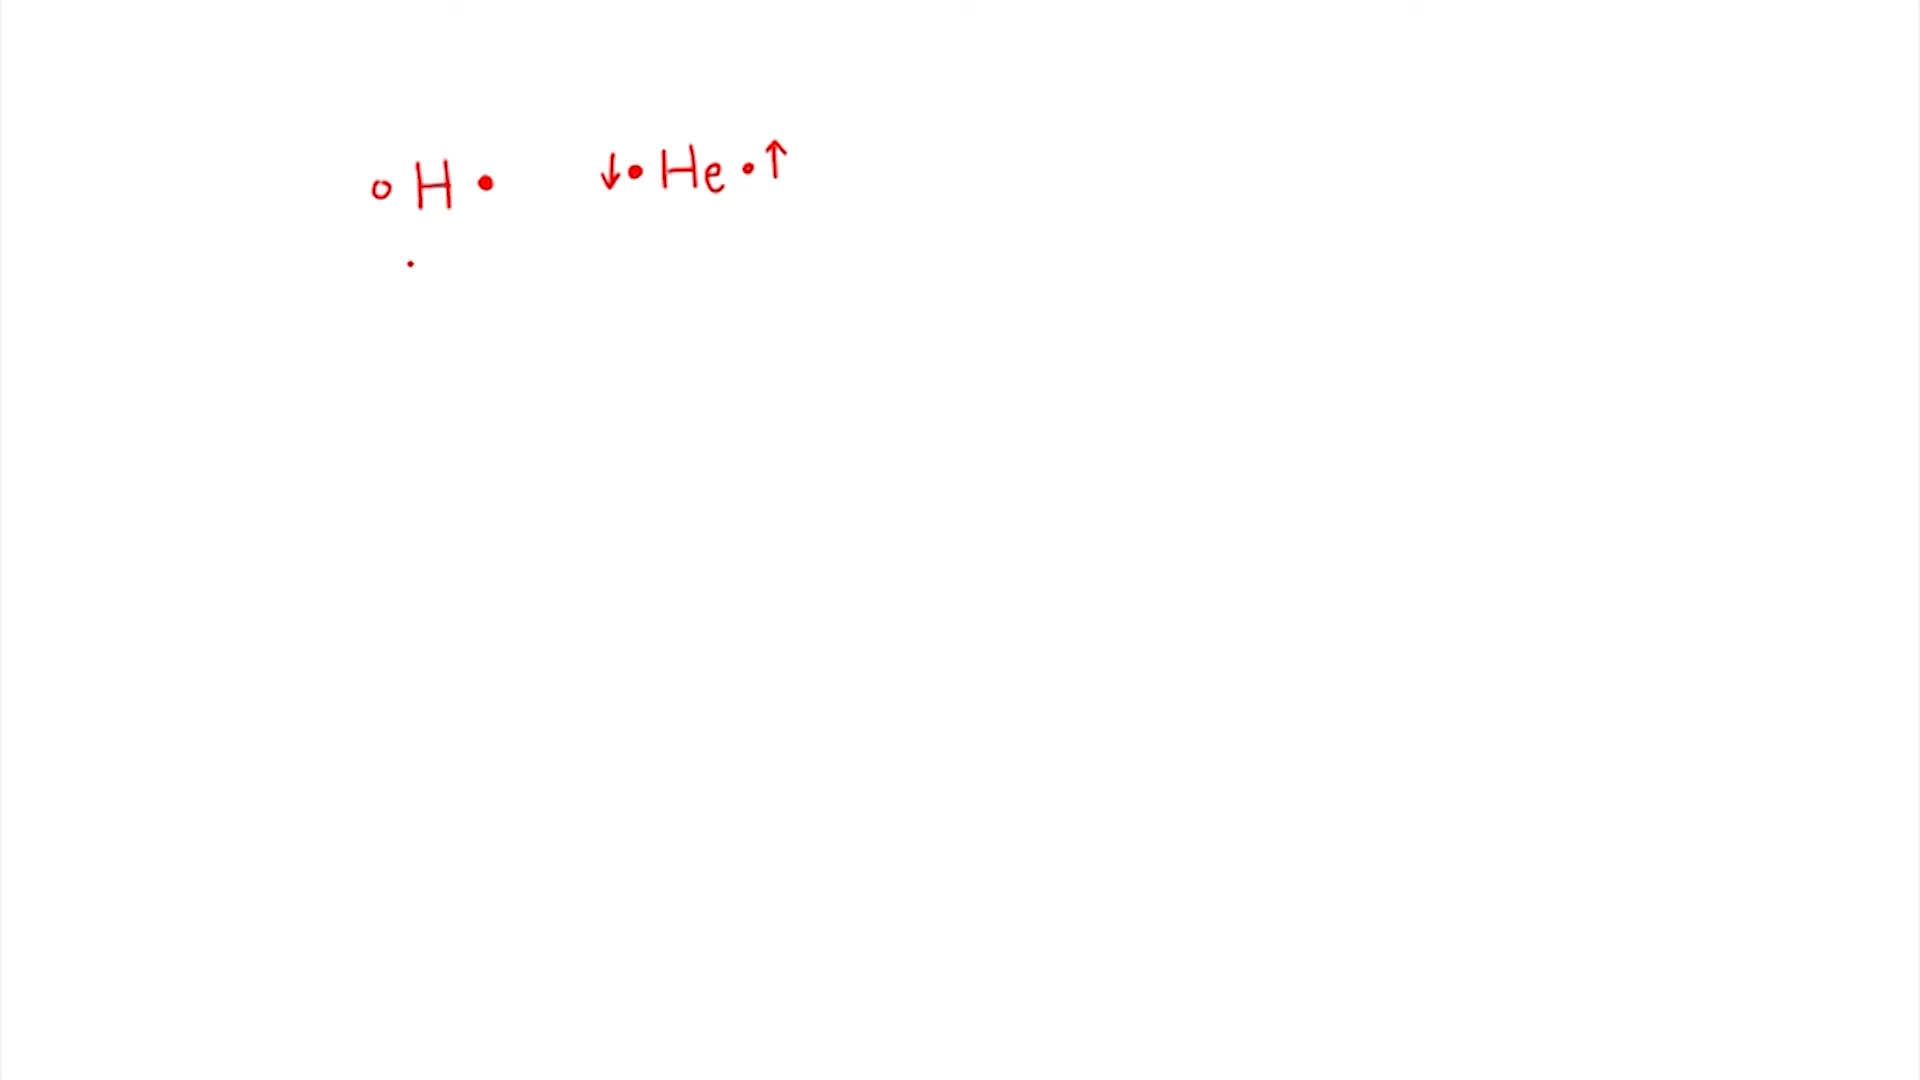 ○ H • ↓ • He • ↑